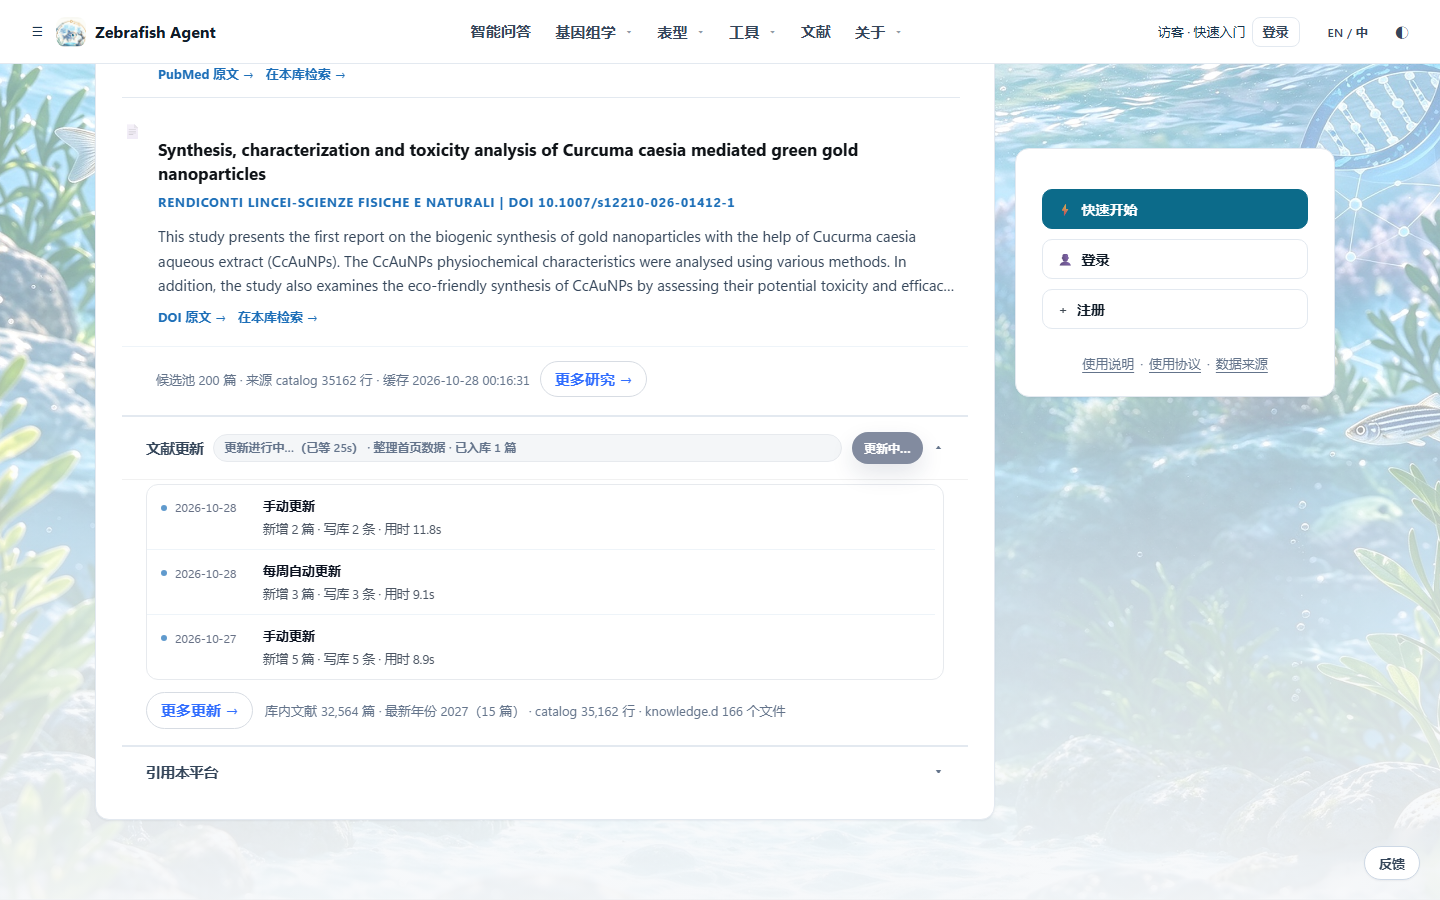 ☰ Zebrafish Agent 智能问答 基因组学 表型 工具 文献 关于 访客 · 快速入门 登录 EN / 中
PubMed 原文 → 在本库检索 →
Synthesis, characterization and toxicity analysis of Curcuma caesia mediated green gold
nanoparticles
RENDICONTI LINCEI-SCIENZE FISICHE E NATURALI | DOI 10.1007/s12210-026-01412-1
This study presents the first report on the biogenic synthesis of gold nanoparticles with the help of Cucurma caesia
aqueous extract (CcAuNPs). The CcAuNPs physiochemical characteristics were analysed using various methods. In
addition, the study also examines the eco-friendly synthesis of CcAuNPs by assessing their potential toxicity and efficac...
DOI 原文 → 在本库检索 →
候选池 200 篇 · 来源 catalog 35162 行 · 缓存 2026-10-28 00:16:31 更多研究 →
文献更新 更新进行中... （已等 25s） · 整理首页数据 · 已入库 1 篇 更新中...
2026-10-28 手动更新
新增 2 篇 · 写库 2 条 · 用时 11.8s
2026-10-28 每周自动更新
新增 3 篇 · 写库 3 条 · 用时 9.1s
2026-10-27 手动更新
新增 5 篇 · 写库 5 条 · 用时 8.9s
更多更新 → 库内文献 32,564 篇 · 最新年份 2027（15 篇） · catalog 35,162 行 · knowledge.d 166 个文件
引用本平台
快速开始
登录
+ 注册
使用说明 · 使用协议 · 数据来源
反馈